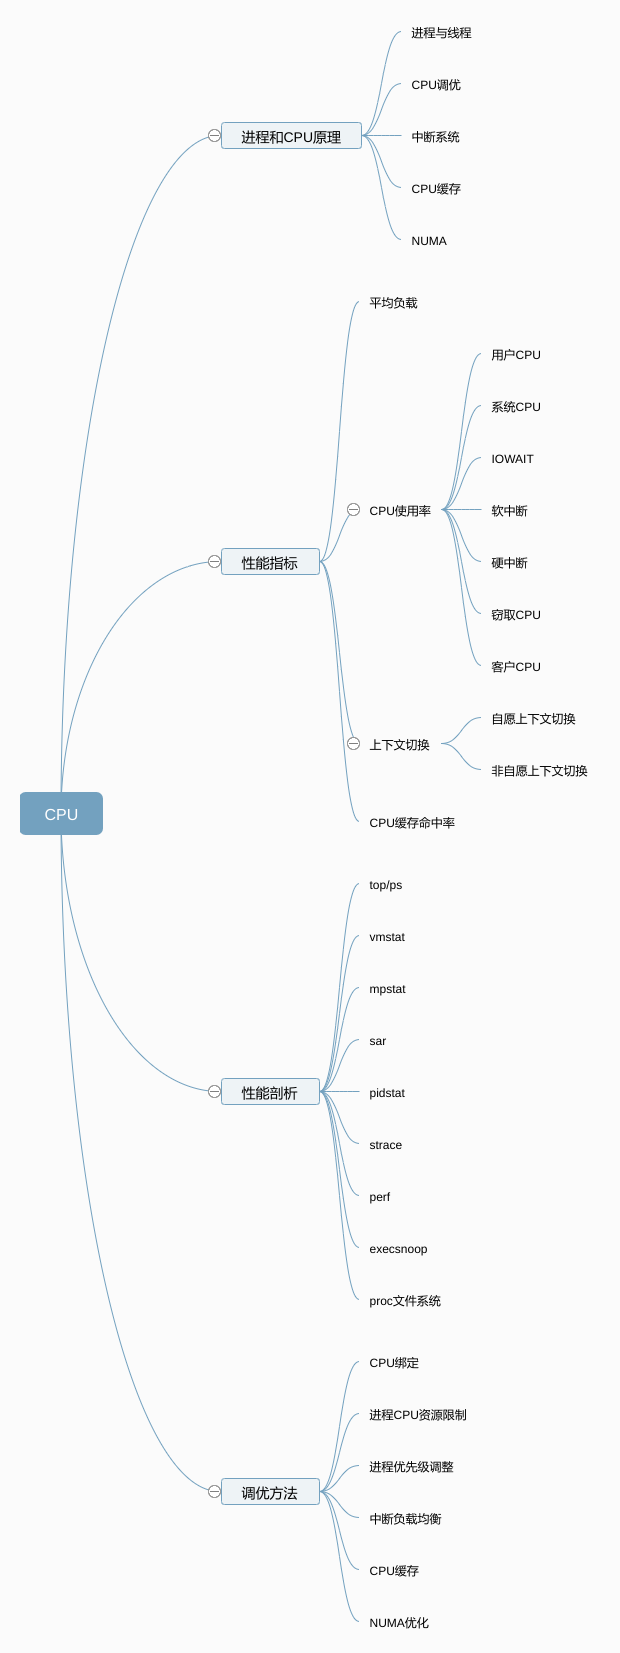 CPU
进程和CPU原理
进程与线程
CPU调优
中断系统
CPU缓存
NUMA
性能指标
平均负载
CPU使用率
用户CPU
系统CPU
IOWAIT
软中断
硬中断
窃取CPU
客户CPU
上下文切换
自愿上下文切换
非自愿上下文切换
CPU缓存命中率
性能剖析
top/ps
vmstat
mpstat
sar
pidstat
strace
perf
execsnoop
proc文件系统
调优方法
CPU绑定
进程CPU资源限制
进程优先级调整
中断负载均衡
CPU缓存
NUMA优化